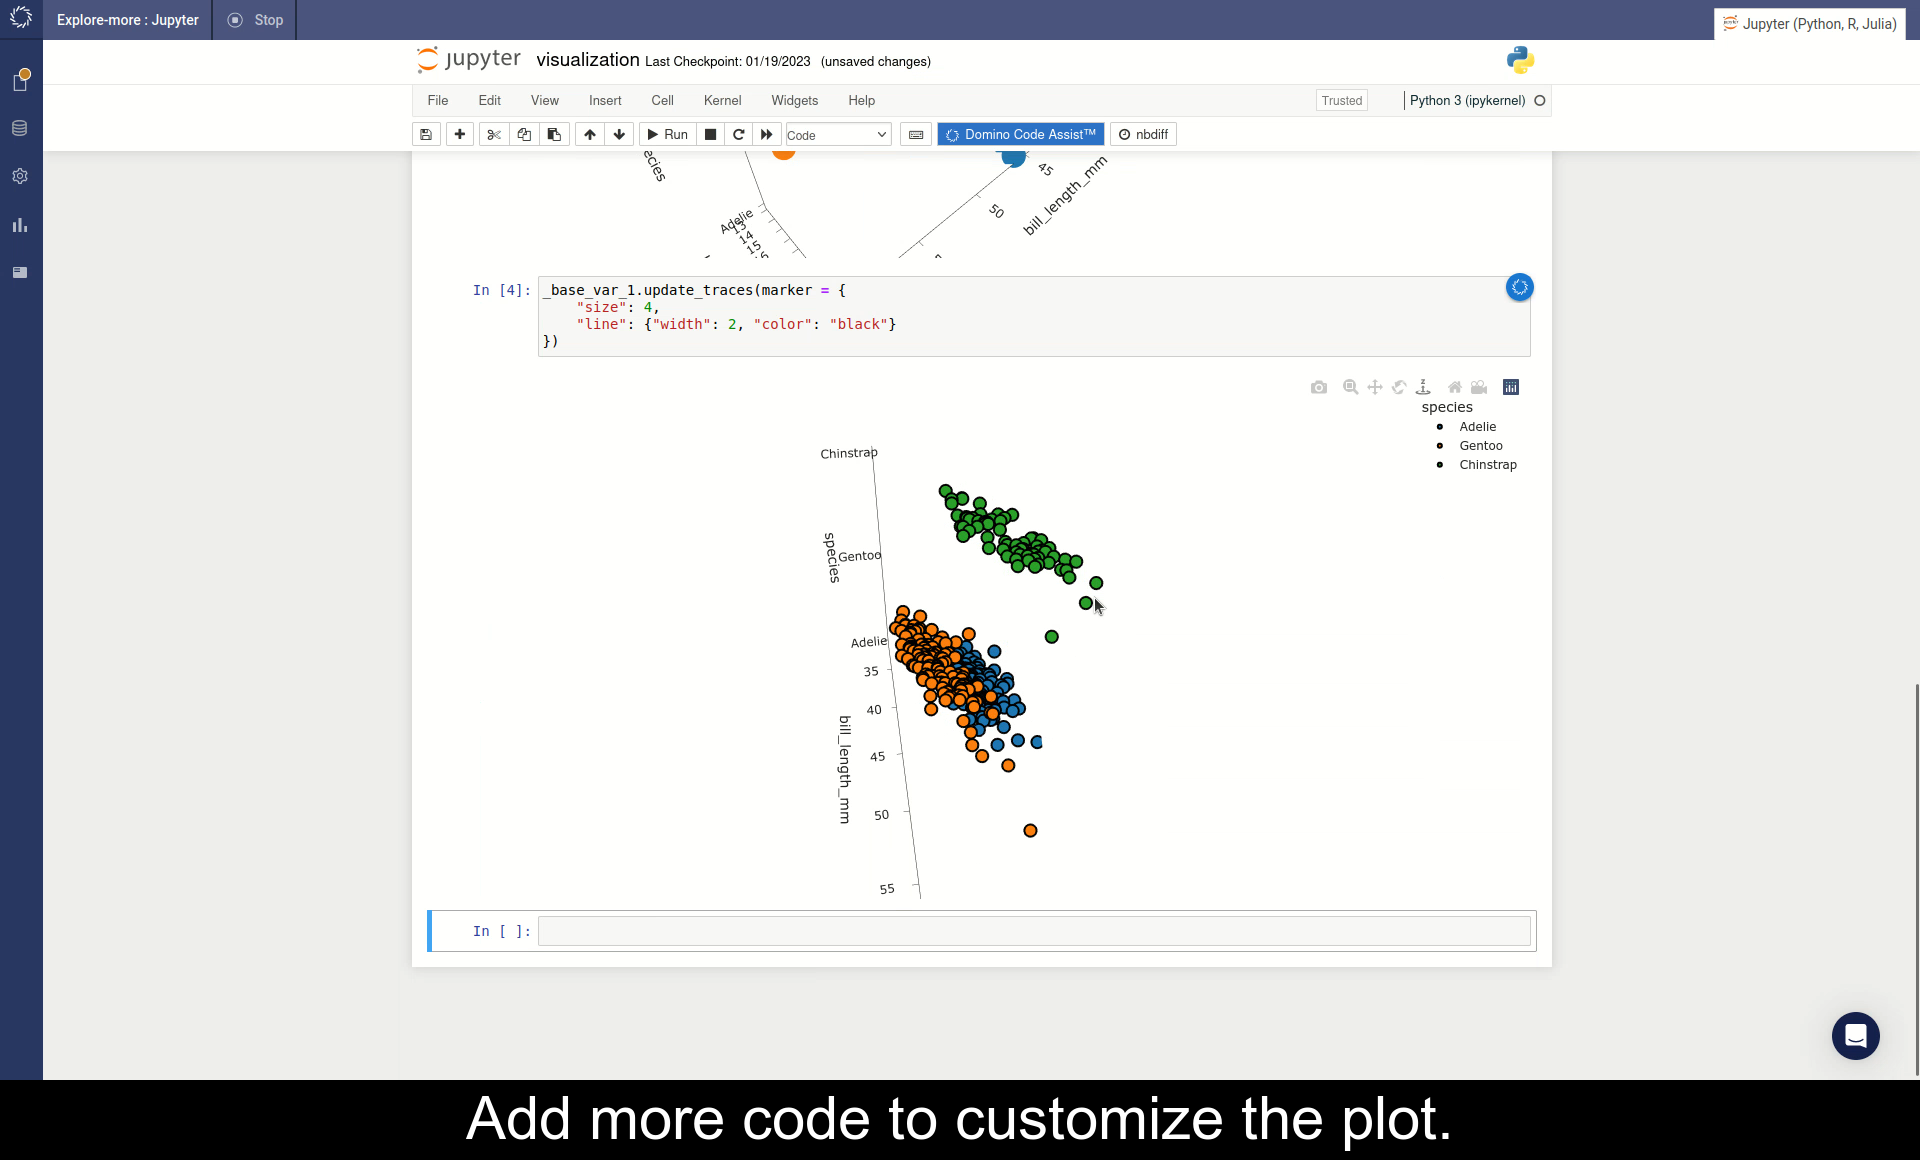 Explore-more : Jupyter
Stop
Jupyter (Python, R, Julia)
jupyter visualization Last Checkpoint: 01/19/2023 (unsaved changes)
File Edit View Insert Cell Kernel Widgets Help
Trusted
Python 3 (ipykernel)
Run
Code
Domino Code Assist™
nbdiff
Adelie
13
14
15
45
50
bill_length_mm
In [4]:
_base_var_1.update_traces(marker = {
"size": 4,
"line": {"width": 2, "color": "black"}
})
species
Adelie
Gentoo
Chinstrap
Chinstrap
Gentoo
Adelie
species
35
40
45
50
55
bill_length_mm
In [ ]:
Add more code to customize the plot.